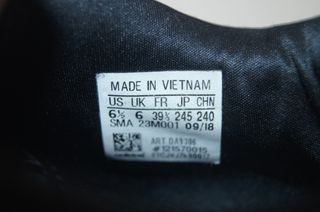 MADE IN VIETNAM
US UK FR JP CHN
6½ 6 39⅓ 245 240
SMA 23M001 09/18
ART
#121570015